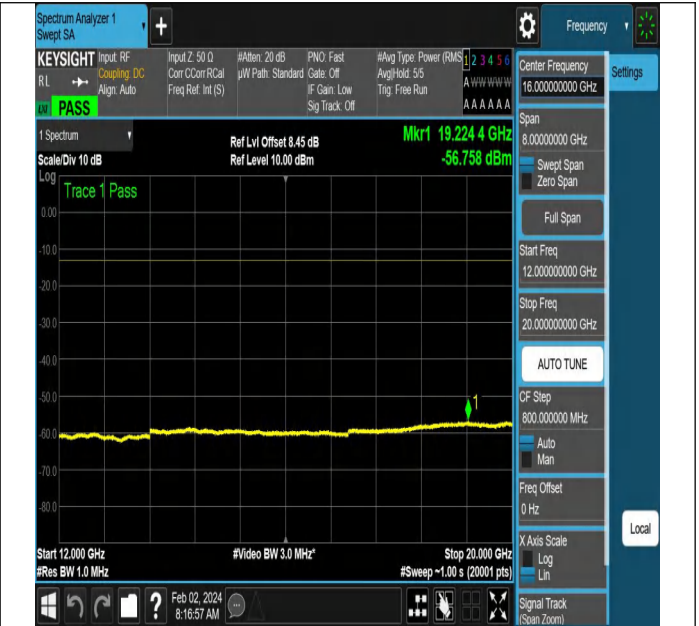 Spectrum Analyzer 1
Swept SA
+
Frequency
KEYSIGHT
RL
PASS
Input: RF
Coupling: DC
Align: Auto
Input Z: 50 Ω
Corr CCorr RCal
Freq Ref: Int (S)
#Atten: 20 dB
µW Path: Standard
PNO: Fast
Gate: Off
IF Gain: Low
Sig Track: Off
#Avg Type: Power (RMS
Avg|Hold: 5/5
Trig: Free Run
1 2 3 4 5 6
A W W W W W
A A A A A A
1 Spectrum
Scale/Div 10 dB
Ref Lvl Offset 8.45 dB
Ref Level 10.00 dBm
Mkr1 19.224 4 GHz
-56.758 dBm
Log
Trace 1 Pass
0.00
-10.0
-20.0
-30.0
-40.0
-50.0
-60.0
-70.0
-80.0
1
Start 12.000 GHz
#Res BW 1.0 MHz
#Video BW 3.0 MHz*
Stop 20.000 GHz
#Sweep ~1.00 s (20001 pts)
Center Frequency
16.000000000 GHz
Settings
Span
8.00000000 GHz
Swept Span
Zero Span
Full Span
Start Freq
12.000000000 GHz
Stop Freq
20.000000000 GHz
AUTO TUNE
CF Step
800.000000 MHz
Auto
Man
Freq Offset
0 Hz
X Axis Scale
Log
Lin
Signal Track
(Span Zoom)
Local
?
Feb 02, 2024
8:16:57 AM